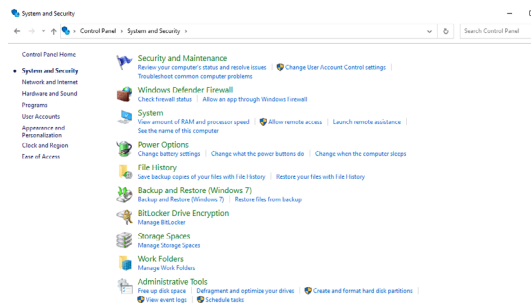 System and Security
Control Panel > System and Security >
Search Control Panel
Control Panel Home
System and Security
Network and Internet
Hardware and Sound
Programs
User Accounts
Appearance and
Personalization
Clock and Region
Ease of Access
Security and Maintenance
Review your computer's status and resolve issues | Change User Account Control settings |
Troubleshoot common computer problems
Windows Defender Firewall
Check firewall status | Allow an app through Windows Firewall
System
View amount of RAM and processor speed | Allow remote access | Launch remote assistance |
See the name of this computer
Power Options
Change battery settings | Change what the power buttons do | Change when the computer sleeps
File History
Save backup copies of your files with File History | Restore your files with File History
Backup and Restore (Windows 7)
Backup and Restore (Windows 7) | Restore files from backup
BitLocker Drive Encryption
Manage BitLocker
Storage Spaces
Manage Storage Spaces
Work Folders
Manage Work Folders
Administrative Tools
Free up disk space | Defragment and optimize your drives | Create and format hard disk partitions |
View event logs | Schedule tasks